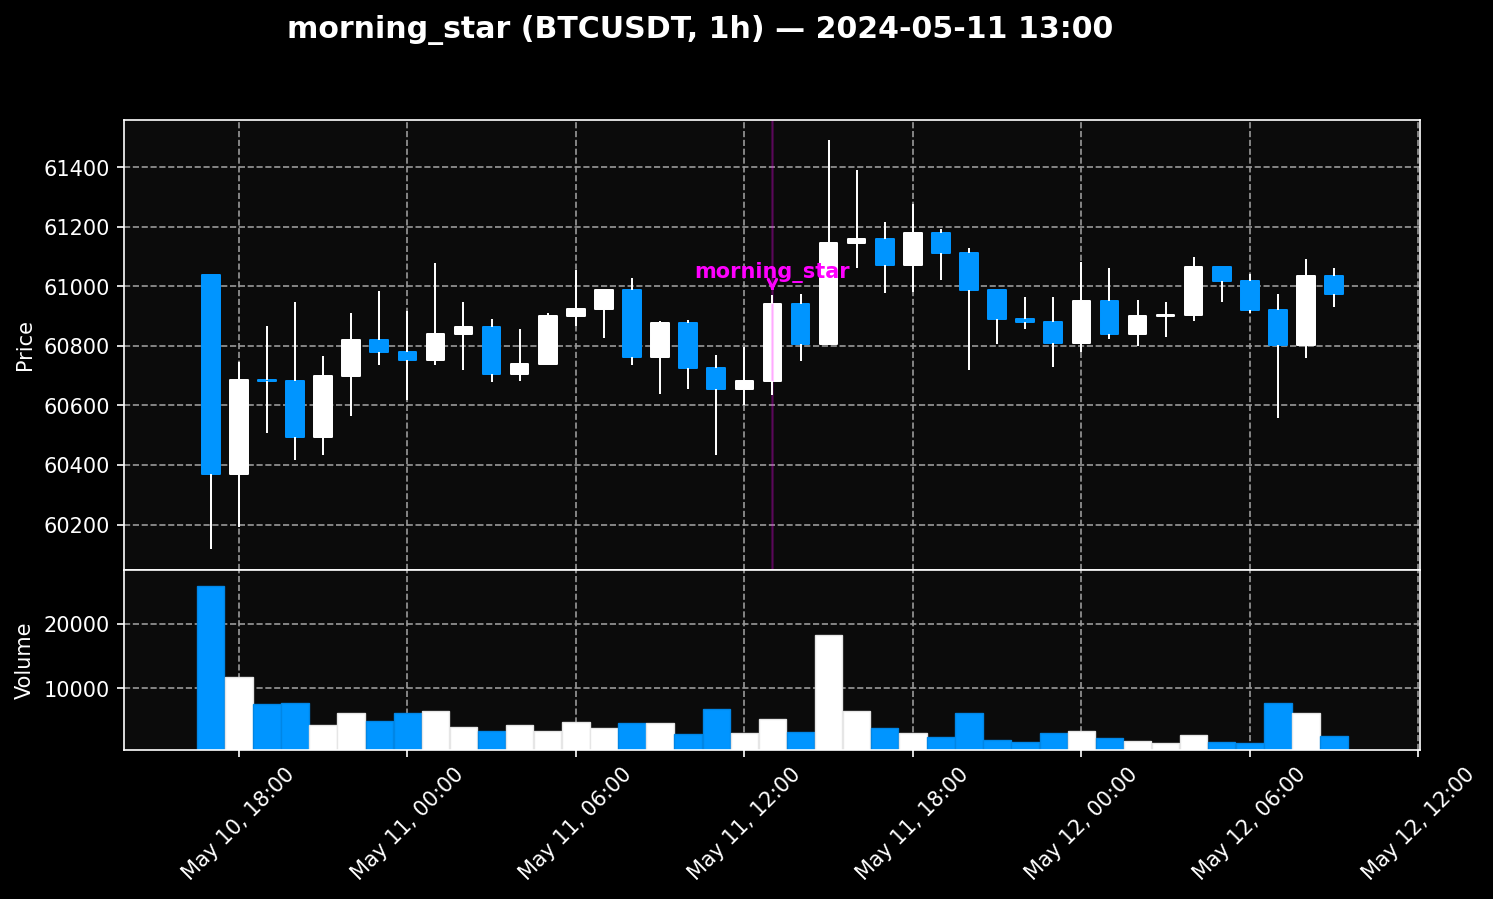 morning_star (BTCUSDT, 1h) — 2024-05-11 13:00
Price
61400
61200
61000
60800
60600
60400
60200
morning_star
Volume
20000
10000
May 10, 18:00
May 11, 00:00
May 11, 06:00
May 11, 12:00
May 11, 18:00
May 12, 00:00
May 12, 06:00
May 12, 12:00